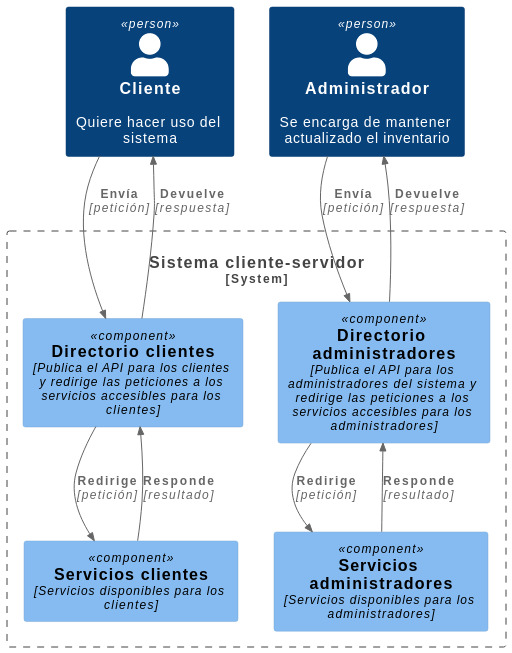 «person»
Cliente
Quiere hacer uso del
sistema
«person»
Administrador
Se encarga de mantener
actualizado el inventario
Envía
[petición]
Devuelve
[respuesta]
Envía
[petición]
Devuelve
[respuesta]
Sistema cliente-servidor
[System]
«component»
Directorio clientes
[Publica el API para los clientes
y redirige las peticiones a los
servicios accesibles para los
clientes]
«component»
Directorio
administradores
[Publica el API para los
administradores del sistema y
redirige las peticiones a los
servicios accesibles para los
administradores]
Redirige
[petición]
Responde
[resultado]
Redirige
[petición]
Responde
[resultado]
«component»
Servicios clientes
[Servicios disponibles para los
clientes]
«component»
Servicios
administradores
[Servicios disponibles para los
administradores]